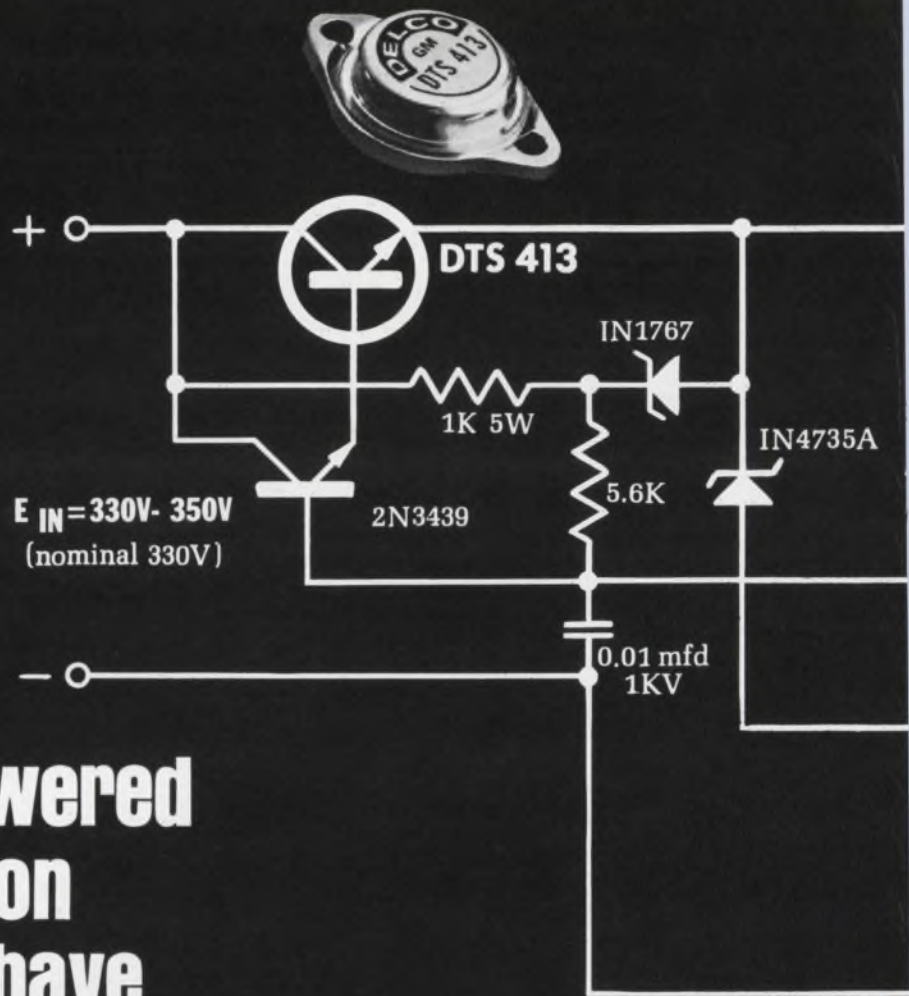 DELCO
GM
DTS 413
+
DTS 413
IN1767
1K 5W
IN4735A
5.6K
2N3439
E IN=330V- 350V
(nominal 330V)
0.01 mfd
1KV
-
wered
on
have